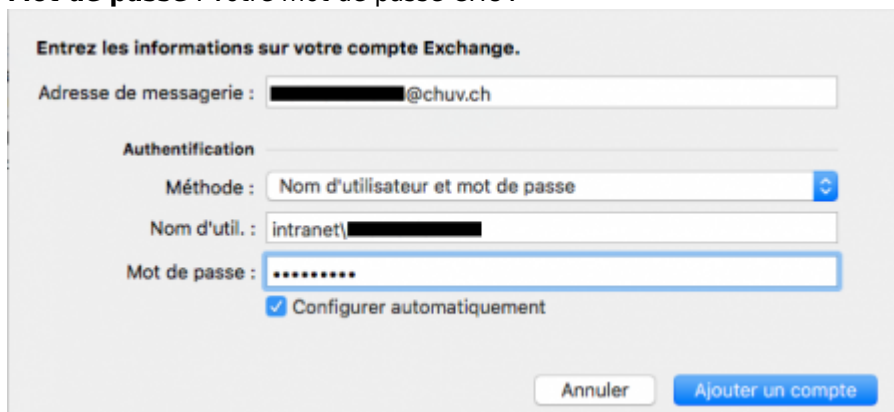 Entrez les informations sur votre compte Exchange.
Adresse de messagerie : @chuv.ch
Authentification
Méthode : Nom d'utilisateur et mot de passe
Nom d'util. : intranet\
Mot de passe : •••••••••
Configurer automatiquement
Annuler Ajouter un compte